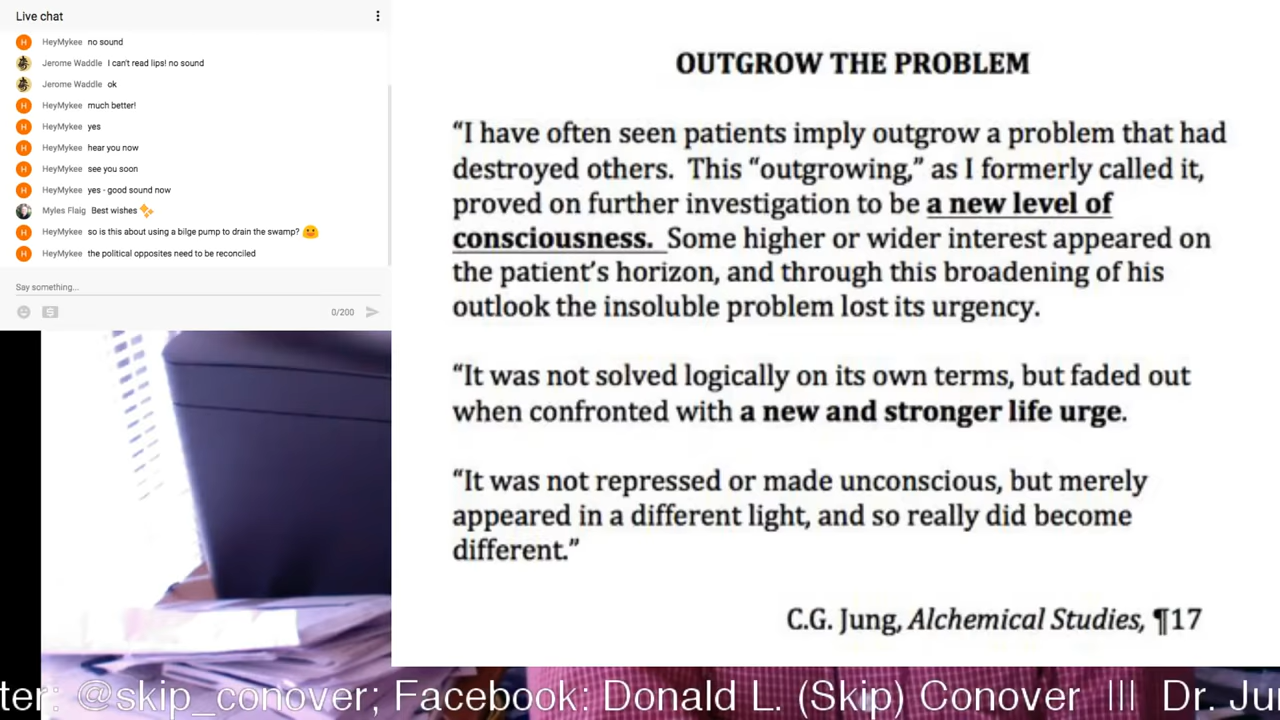 Live chat
HeyMykee no sound
Jerome Waddle I can't read lips! no sound
Jerome Waddle ok
HeyMykee much better!
HeyMykee yes
HeyMykee hear you now
HeyMykee see you soon
HeyMykee yes - good sound now
Myles Flaig Best wishes ✨
HeyMykee so is this about using a bilge pump to drain the swamp? 🙂
HeyMykee the political opposites need to be reconciled
Say something...
0/200
OUTGROW THE PROBLEM
“I have often seen patients imply outgrow a problem that had
destroyed others. This “outgrowing,” as I formerly called it,
proved on further investigation to be a new level of
consciousness. Some higher or wider interest appeared on
the patient’s horizon, and through this broadening of his
outlook the insoluble problem lost its urgency.
“It was not solved logically on its own terms, but faded out
when confronted with a new and stronger life urge.
“It was not repressed or made unconscious, but merely
appeared in a different light, and so really did become
different.”
C.G. Jung, Alchemical Studies, ¶17
ter: @skip_conover; Facebook: Donald L. (Skip) Conover ||| Dr. Ju